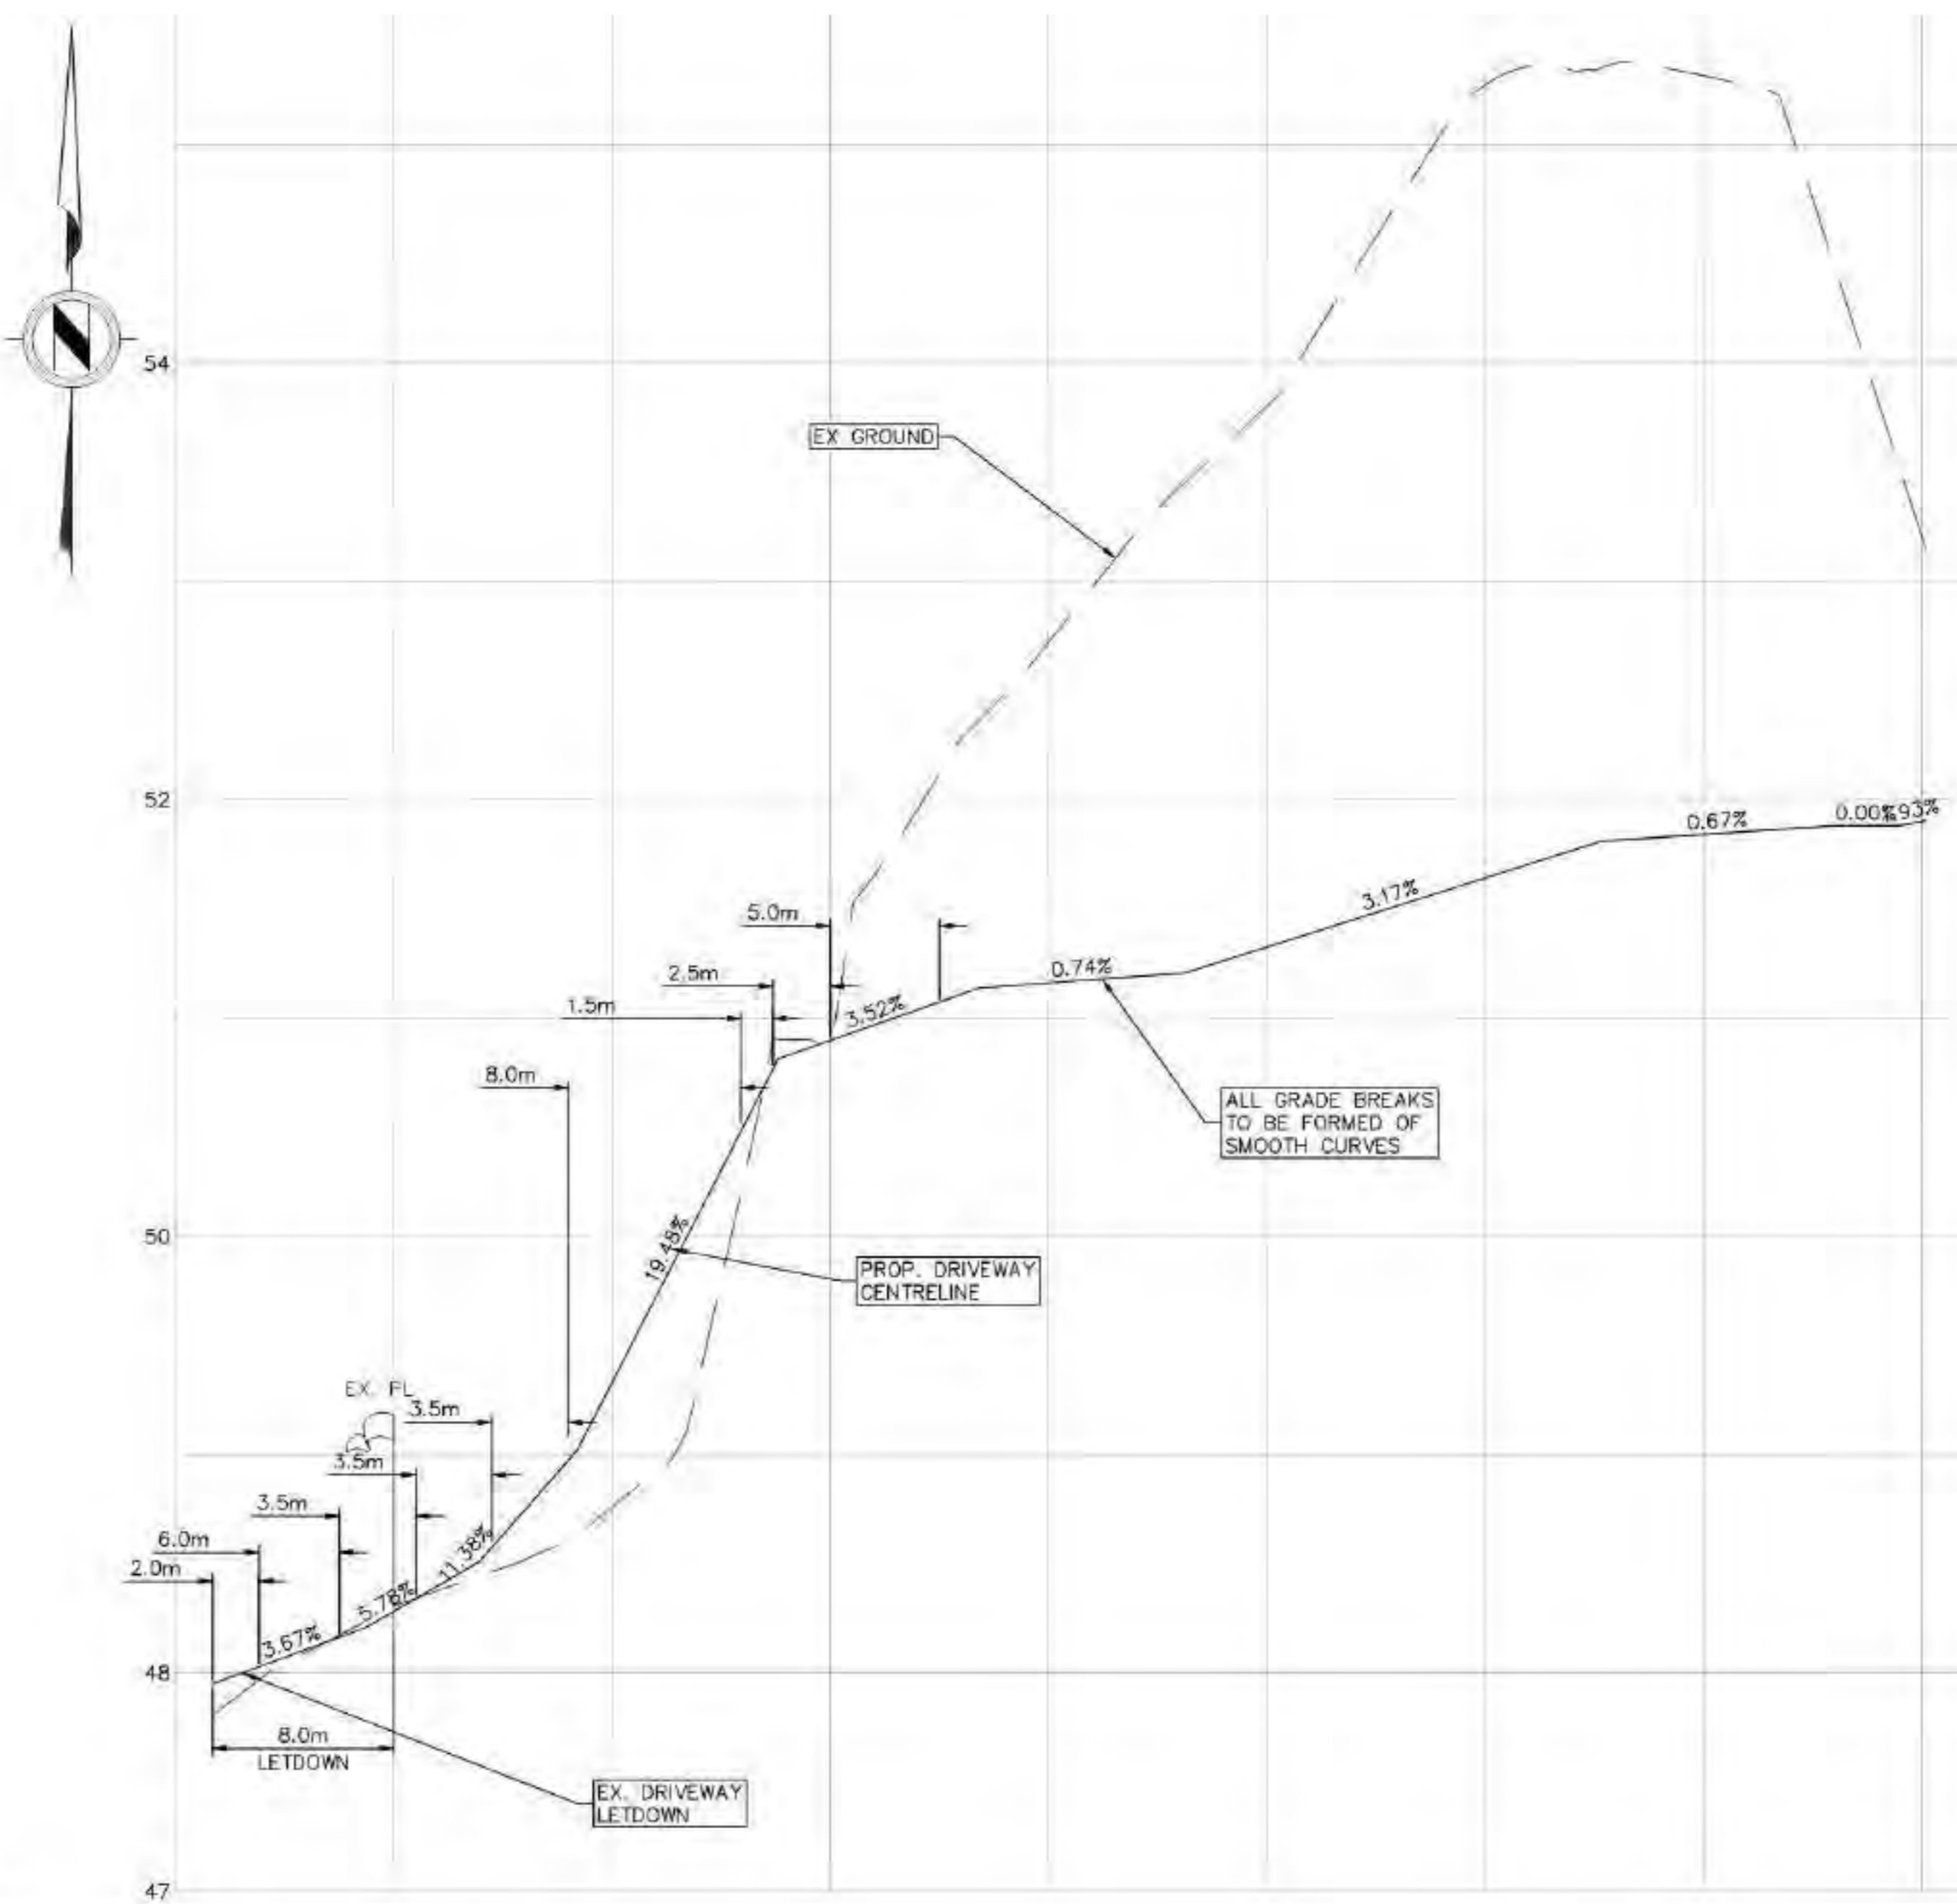 N
54
EX GROUND
52
0.67%
0.00%
93%
3.17%
5.0m
2.5m
0.74%
1.5m
3.52%
8.0m
ALL GRADE BREAKS
TO BE FORMED OF
SMOOTH CURVES
19.48%
50
PROP. DRIVEWAY
CENTRELINE
EX. PL
3.5m
3.5m
3.5m
6.0m
11.38%
2.0m
5.78%
3.67%
48
8.0m
LETDOWN
EX. DRIVEWAY
LETDOWN
47